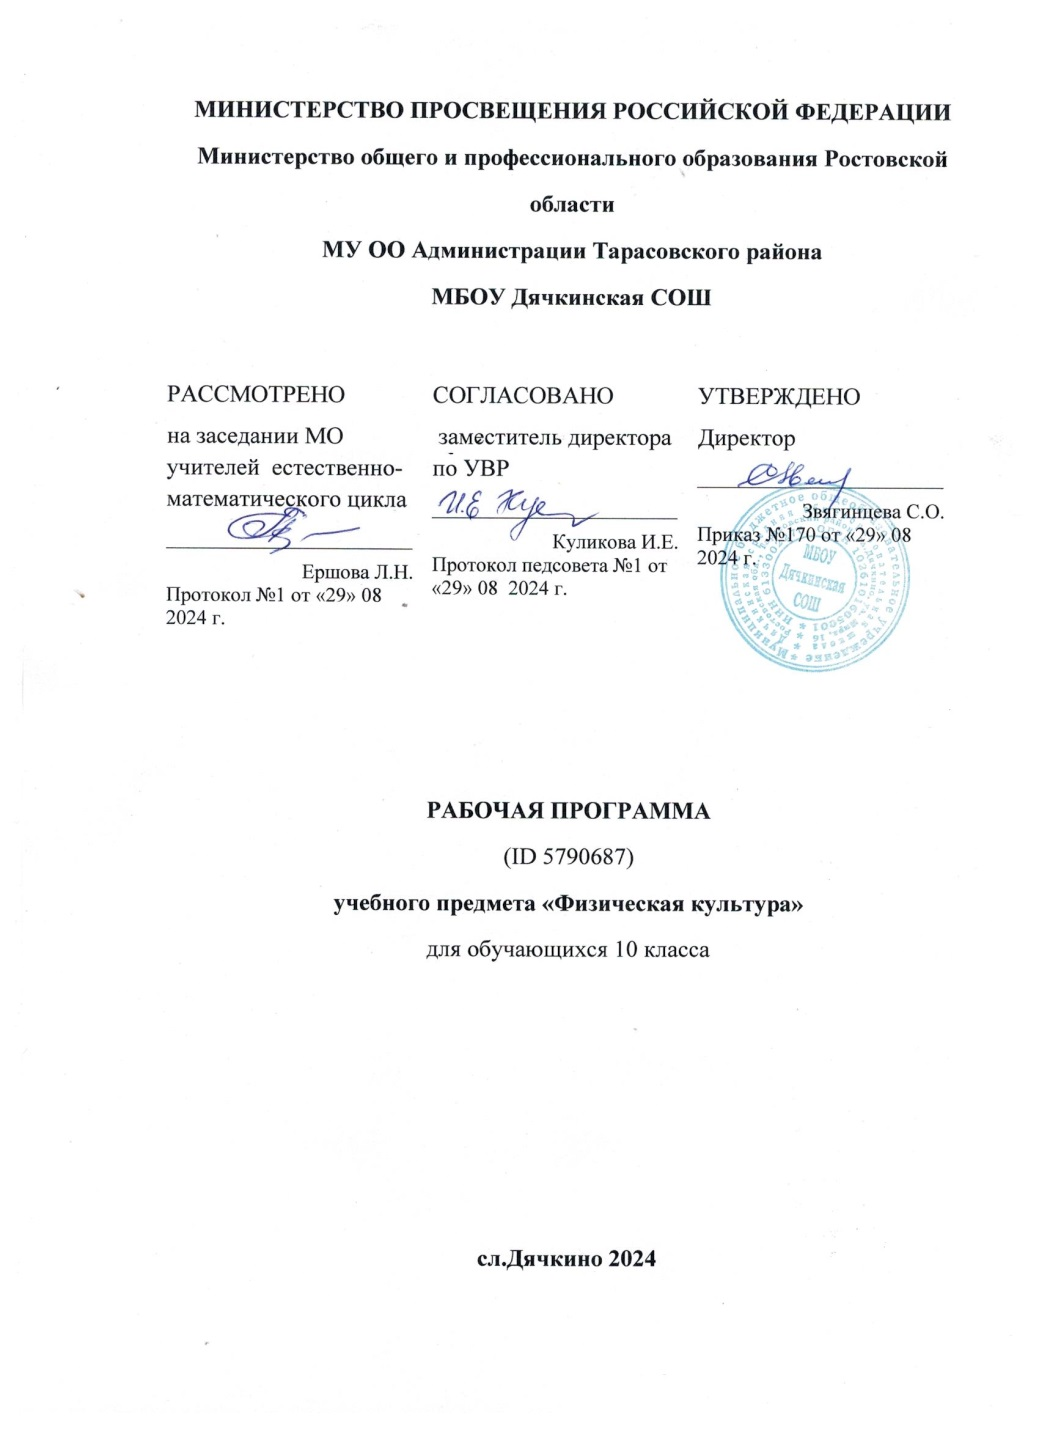 МИНИСТЕРСТВО ПРОСВЕЩЕНИЯ РОССИЙСКОЙ ФЕДЕРАЦИИ
Министерство общего и профессионального образования Ростовской
области
МУ ОО Администрации Тарасовского района
МБОУ Дячкинская СОШ
РАССМОТРЕНО
на заседании МО
учителей естественно-
математического цикла
Ершова Л.Н.
Протокол №1 от «29» 08
2024 г.
СОГЛАСОВАНО
заместитель директора
по УВР
Куликова И.Е.
Протокол педсовета №1 от
«29» 08 2024 г.
УТВЕРЖДЕНО
Директор
Звягинцева С.О.
Приказ №170 от «29» 08
2024 г.
МБОУ
Дячкинская
СОШ
РАБОЧАЯ ПРОГРАММА
(ID 5790687)
учебного предмета «Физическая культура»
для обучающихся 10 класса
сл.Дячкино 2024